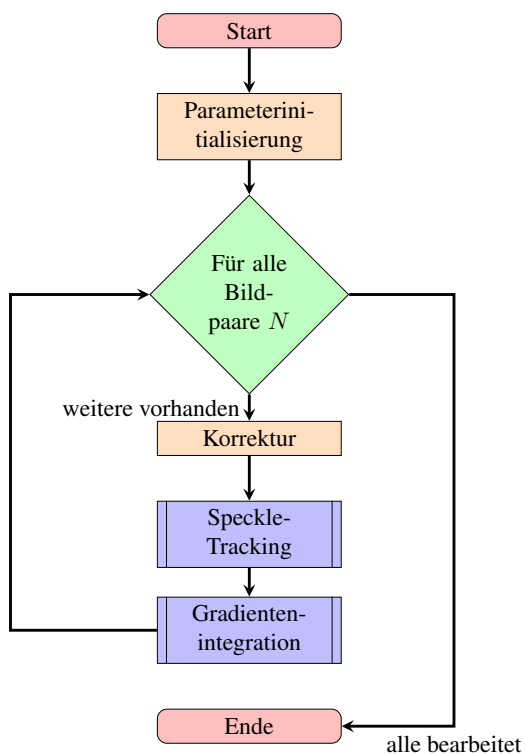 Start
Parameterini-
tialisierung
Für alle
Bild-
paare N
weitere vorhanden
Korrektur
Speckle-
Tracking
Gradienten-
integration
Ende
alle bearbeitet